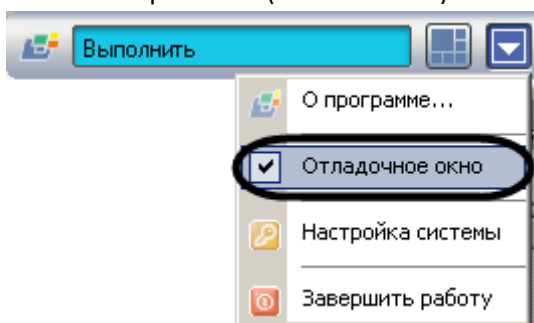 Выполнить
О программе...
Отладочное окно
Настройка системы
Завершить работу